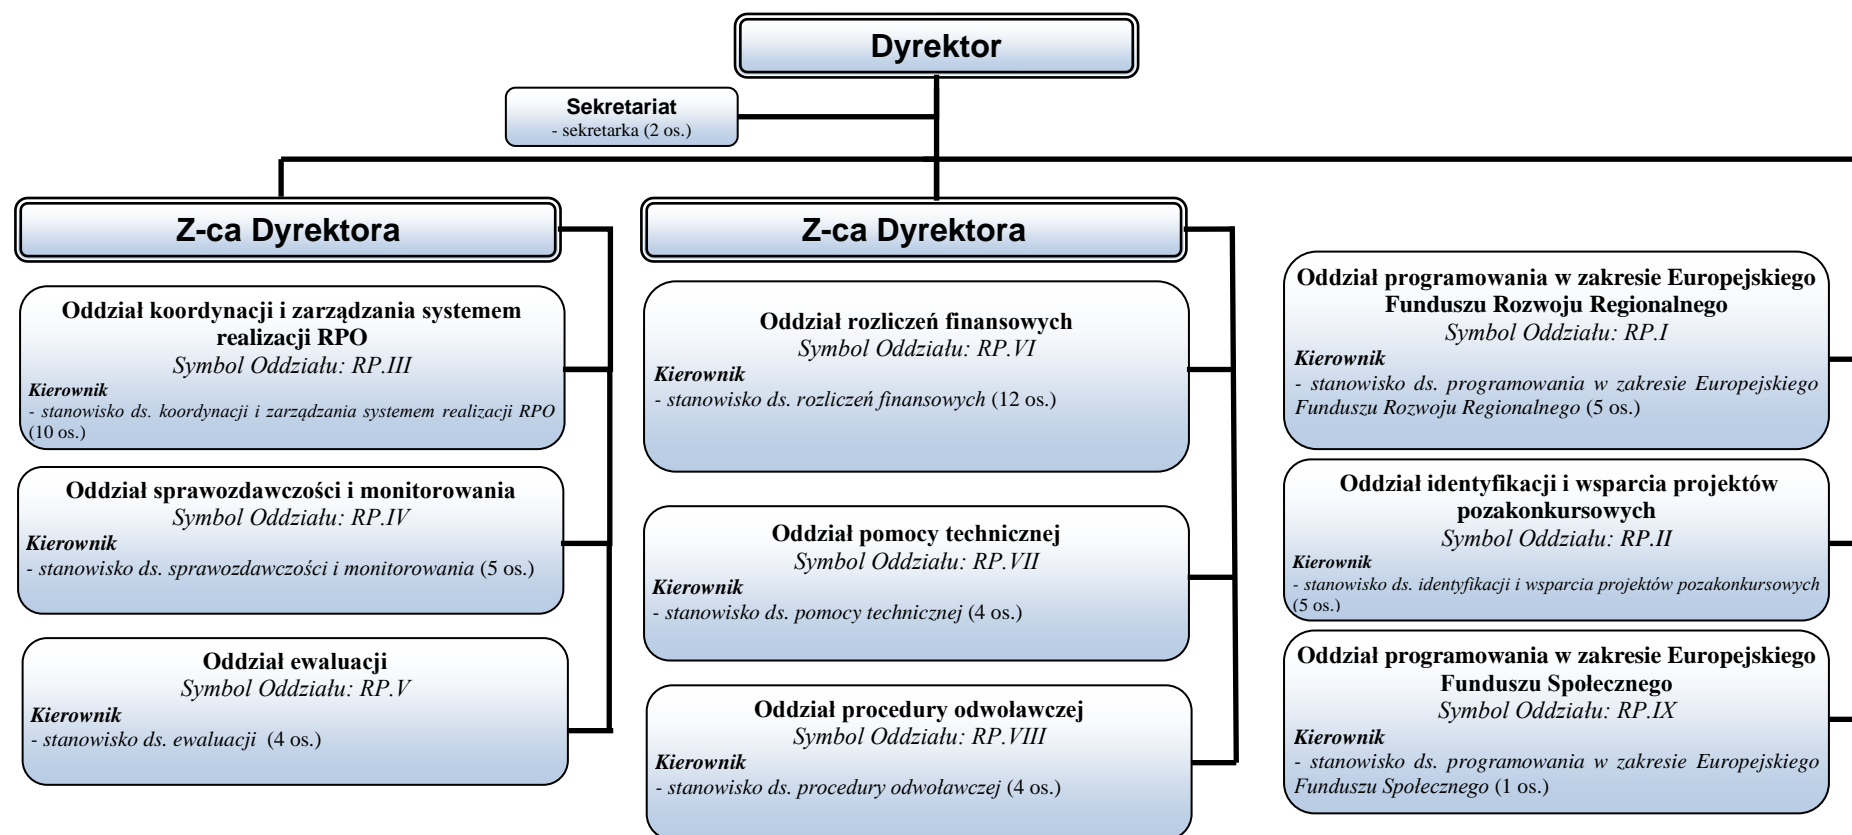 Dyrektor
Sekretariat
- sekretarka (2 os.)
Z-ca Dyrektora
Oddział koordynacji i zarządzania systemem
realizacji RPO
Symbol Oddziału: RP.III
Kierownik
- stanowisko ds. koordynacji i zarządzania systemem realizacji RPO
(10 os.)
Oddział sprawozdawczości i monitorowania
Symbol Oddziału: RP.IV
Kierownik
- stanowisko ds. sprawozdawczości i monitorowania (5 os.)
Oddział ewaluacji
Symbol Oddziału: RP.V
Kierownik
- stanowisko ds. ewaluacji (4 os.)
Z-ca Dyrektora
Oddział rozliczeń finansowych
Symbol Oddziału: RP.VI
Kierownik
- stanowisko ds. rozliczeń finansowych (12 os.)
Oddział pomocy technicznej
Symbol Oddziału: RP.VII
Kierownik
- stanowisko ds. pomocy technicznej (4 os.)
Oddział procedury odwoławczej
Symbol Oddziału: RP.VIII
Kierownik
- stanowisko ds. procedury odwoławczej (4 os.)
Oddział programowania w zakresie Europejskiego
Funduszu Rozwoju Regionalnego
Symbol Oddziału: RP.I
Kierownik
- stanowisko ds. programowania w zakresie Europejskiego
Funduszu Rozwoju Regionalnego (5 os.)
Oddział identyfikacji i wsparcia projektów
pozakonkursowych
Symbol Oddziału: RP.II
Kierownik
- stanowisko ds. identyfikacji i wsparcia projektów pozakonkursowych
(5 os.)
Oddział programowania w zakresie Europejskiego
Funduszu Społecznego
Symbol Oddziału: RP.IX
Kierownik
- stanowisko ds. programowania w zakresie Europejskiego
Funduszu Społecznego (1 os.)